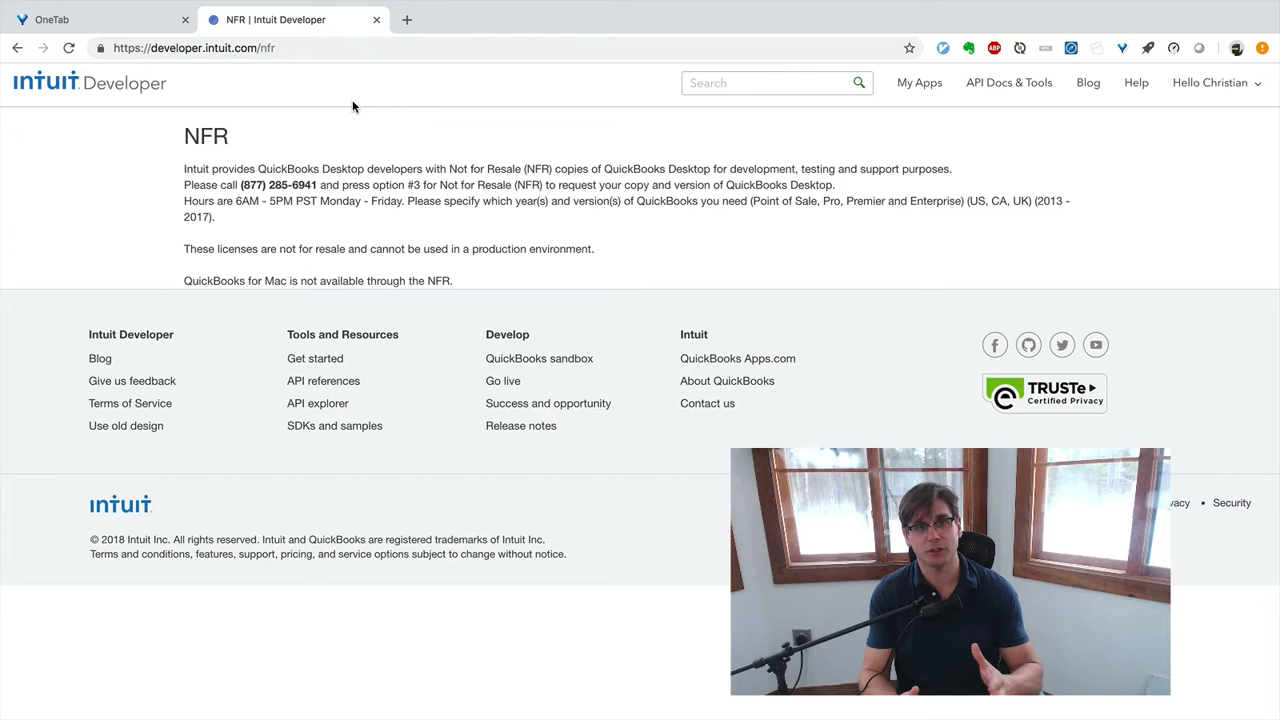 OneTab
NFR | Intuit Developer
https://developer.intuit.com/nfr
ABP
intuit Developer
Search
My Apps
API Docs & Tools
Blog
Help
Hello Christian
NFR
Intuit provides QuickBooks Desktop developers with Not for Resale (NFR) copies of QuickBooks Desktop for development, testing and support purposes.
Please call (877) 285-6941 and press option #3 for Not for Resale (NFR) to request your copy and version of QuickBooks Desktop.
Hours are 6AM - 5PM PST Monday - Friday. Please specify which year(s) and version(s) of QuickBooks you need (Point of Sale, Pro, Premier and Enterprise) (US, CA, UK) (2013 -
2017).
These licenses are not for resale and cannot be used in a production environment.
QuickBooks for Mac is not available through the NFR.
Intuit Developer
Blog
Give us feedback
Terms of Service
Use old design
Tools and Resources
Get started
API references
API explorer
SDKs and samples
Develop
QuickBooks sandbox
Go live
Success and opportunity
Release notes
Intuit
QuickBooks Apps.com
About QuickBooks
Contact us
TRUSTe
Certified Privacy
intuit
vacy • Security
© 2018 Intuit Inc. All rights reserved. Intuit and QuickBooks are registered trademarks of Intuit Inc.
Terms and conditions, features, support, pricing, and service options subject to change without notice.